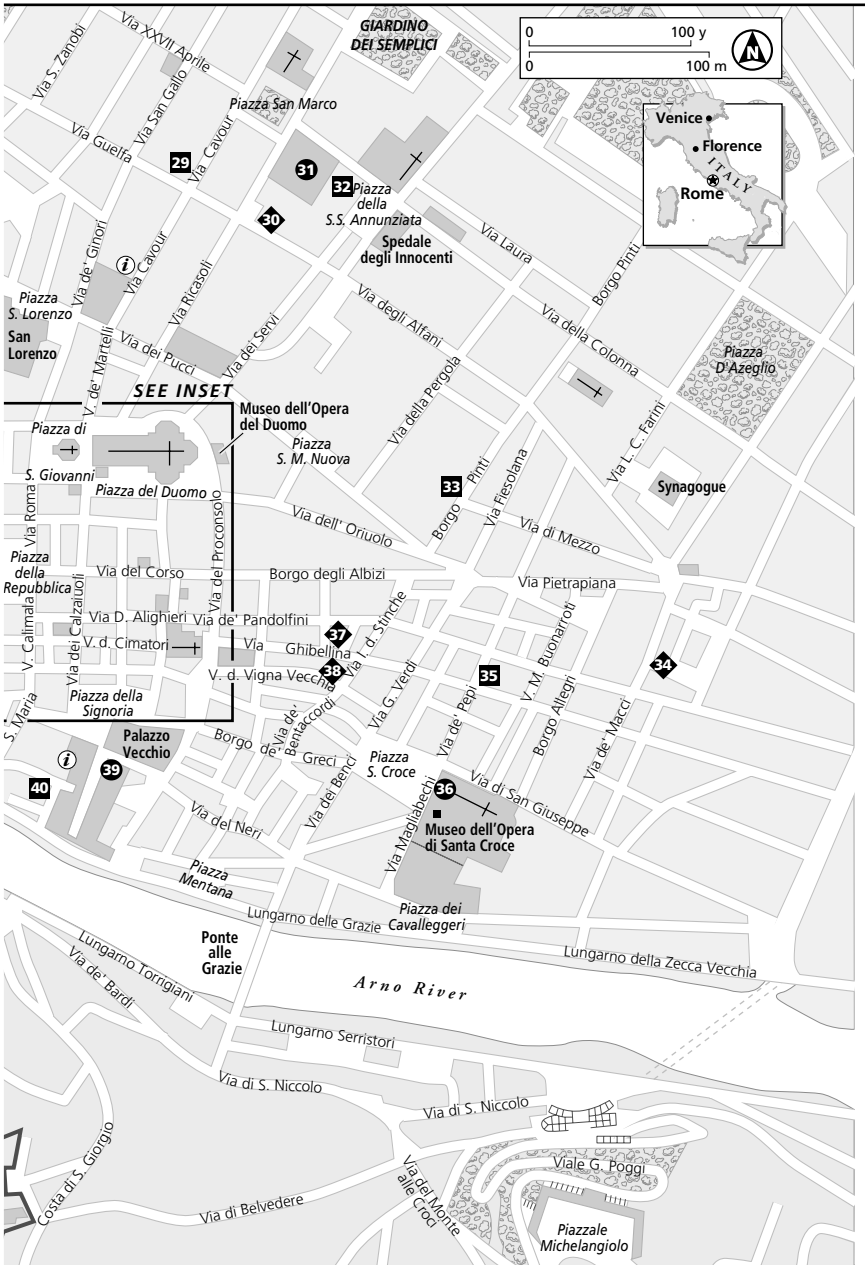 GIARDINO
DEI SEMPLICI
0
100 y
0
100 m
N
Via XXVII Aprile
Via S. Zanobi
Via San Gallo
Piazza San Marco
Via Guelfa
29
Via Cavour
31
32
Piazza
della
S.S. Annunziata
30
Spedale
degli Innocenti
Venice
Florence
ITALY
Rome
Via Laura
Borgo Pinti
Via de' Ginori
i
Via Cavour
Via Ricasoli
Piazza
S. Lorenzo
San
Lorenzo
Via dei Pucci
Via dei Servi
Via degli Alfani
Via della Colonna
Piazza
D'Azeglio
V. de' Martelli
SEE INSET
Via della Pergola
Museo dell'Opera
del Duomo
Piazza
S. M. Nuova
Via L. C. Farini
Piazza di
S. Giovanni
Piazza del Duomo
33
Borgo Pinti
Via Fiesolana
Synagogue
Via Roma
Via del Proconsolo
Via dell' Oriuolo
Via di Mezzo
Piazza
della
Repubblica
Via del Corso
Borgo degli Albizi
Via Pietrapiana
Via dei Calzaiuoli
V. Calimala
Via D. Alighieri
Via de' Pandolfini
37
Via I. d. Stinche
V. d. Cimatori
Via Ghibellina
38
V. d. Vigna Vecchia
Via G. Verdi
35
V. M. Buonarroti
34
Via de' Pepi
Borgo Allegri
Via de' Macci
Piazza della
Signoria
S. Maria
Via de'
Bentaccordi
Palazzo
Vecchio
Borgo de' Greci
Piazza
S. Croce
i
39
40
Via dei Benci
36
Via di San Giuseppe
Via Magliabechi
Museo dell'Opera
di Santa Croce
Via del Neri
Piazza
Mentana
Piazza dei
Cavalleggeri
Lungarno delle Grazie
Lungarno della Zecca Vecchia
Ponte
alle
Grazie
Lungarno Torrigiani
Via de' Bardi
Arno River
Lungarno Serristori
Via di S. Niccolo
Via di S. Niccolo
Costa di S. Giorgio
Via di Belvedere
Via del Monte
alle Croci
Viale G. Poggi
Piazzale
Michelangiolo